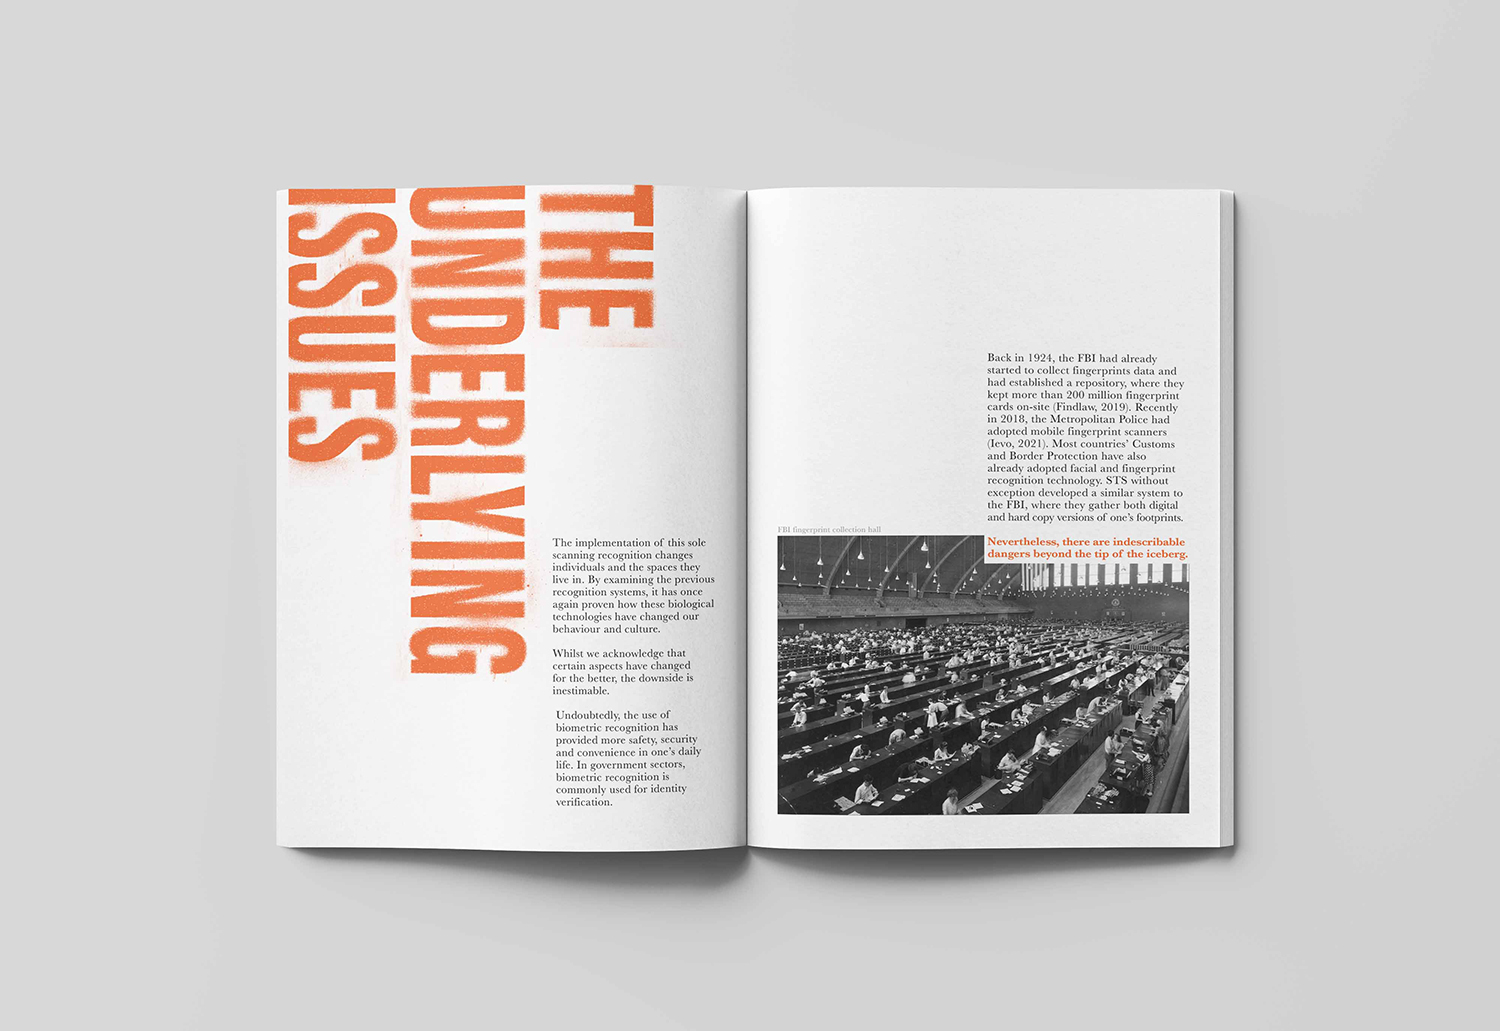 THE
UNDERLYING
ISSUES
The implementation of this sole
scanning recognition changes
individuals and the spaces they
live in. By examining the previous
recognition systems, it has once
again proven how these biological
technologies have changed our
behaviour and culture.
Whilst we acknowledge that
certain aspects have changed
for the better, the downside is
inestimable.
Undoubtedly, the use of
biometric recognition has
provided more safety, security
and convenience in one's daily
life. In government sectors,
biometric recognition is
commonly used for identity
verification.
Back in 1924, the FBI had already
started to collect fingerprints data and
had established a repository, where they
kept more than 200 million fingerprint
cards on-site (Findlaw, 2019). Recently
in 2018, the Metropolitan Police had
adopted mobile fingerprint scanners
(Ievo, 2021). Most countries' Customs
and Border Protection have also
already adopted facial and fingerprint
recognition technology. STS without
exception developed a similar system to
the FBI, where they gather both digital
and hard copy versions of one's footprints.
Nevertheless, there are indescribable
dangers beyond the tip of the iceberg.
FBI fingerprint collection hall